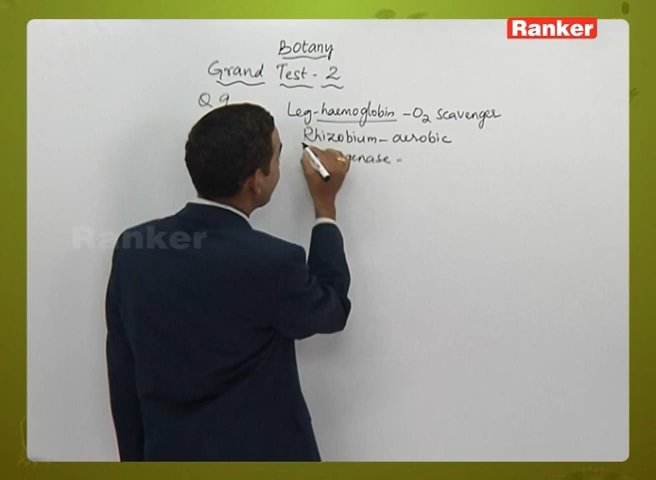 Ranker
Botany
Grand Test - 2
Q 9
Leg-haemoglobin - O2 scavenger
Rhizobium - aerobic
-
Ranker